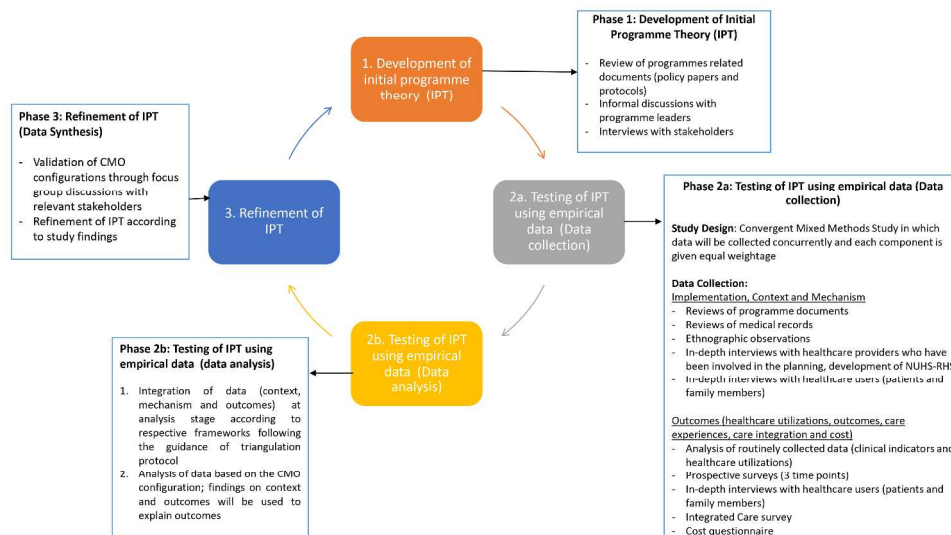 Phase 1: Development of Initial
Programme Theory (IPT)
- Review of programmes related
documents (policy papers and
protocols)
- Informal discussions with
programme leaders
- Interviews with stakeholders
1. Development of
initial programme
theory (IPT)
Phase 3: Refinement of IPT
(Data Synthesis)
- Validation of CMO
configurations through focus
group discussions with
relevant stakeholders
- Refinement of IPT according
to study findings
3. Refinement of
IPT
2a. Testing of IPT
using empirical
data (Data
collection)
Phase 2a: Testing of IPT using empirical data (Data
collection)
Study Design: Convergent Mixed Methods Study in which
data will be collected concurrently and each component is
given equal weightage
Data Collection:
Implementation, Context and Mechanism
- Reviews of programme documents
- Reviews of medical records
- Ethnographic observations
- In-depth interviews with healthcare providers who have
been involved in the planning, development of NUHS-RHS
- In-depth interviews with healthcare users (patients and
family members)
Outcomes (healthcare utilizations, outcomes, care
experiences, care integration and cost)
- Analysis of routinely collected data (clinical indicators and
healthcare utilizations)
- Prospective surveys (3 time points)
- In-depth interviews with healthcare users (patients and
family members)
- Integrated Care survey
- Cost questionnaire
2b. Testing of IPT
using empirical
data (Data
analysis)
Phase 2b: Testing of IPT using
empirical data (data analysis)
1. Integration of data (context,
mechanism and outcomes) at
analysis stage according to
respective frameworks following
the guidance of triangulation
protocol
2. Analysis of data based on the CMO
configuration; findings on context
and outcomes will be used to
explain outcomes